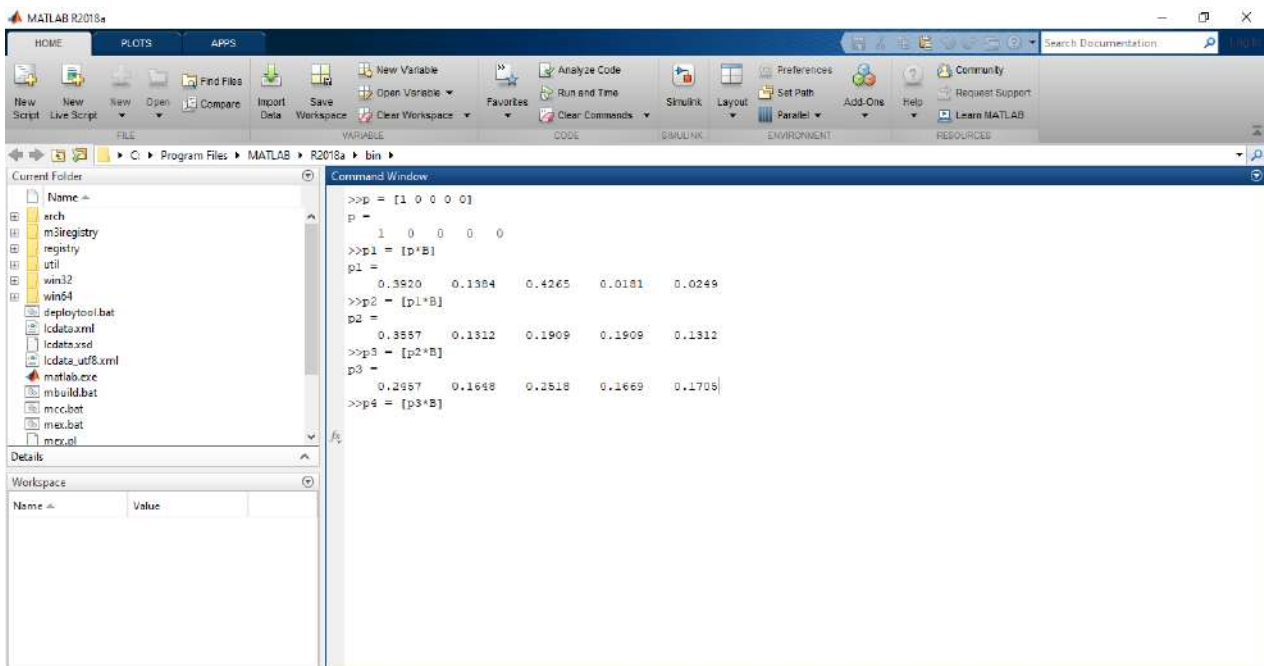 MATLAB R2018a
HOME PLOTS APPS
Search Documentation
Log In
New Script
New Live Script
New
Open
Find Files
Compare
Import Data
Save Workspace
New Variable
Open Variable
Clear Workspace
Favorites
Analyze Code
Run and Time
Clear Commands
Simulink
Layout
Preferences
Set Path
Parallel
Add-Ons
Help
Community
Request Support
Learn MATLAB
FILE VARIABLE CODE SIMULINK ENVIRONMENT RESOURCES
C: Program Files MATLAB R2018a bin
Current Folder
Name
arch
m3iregistry
registry
util
win32
win64
deploytool.bat
lcdata.xml
lcdata.xsd
lcdata_utf8.xml
matlab.exe
mbuild.bat
mcc.bat
mex.bat
mex.pl
Details
Workspace
Name Value
Command Window
>>p = [1 0 0 0 0]
p =
1 0 0 0 0
>>p1 = [p*B]
p1 =
0.3920 0.1384 0.4265 0.0181 0.0249
>>p2 = [p1*B]
p2 =
0.3557 0.1312 0.1909 0.1909 0.1312
>>p3 = [p2*B]
p3 =
0.2957 0.1648 0.2518 0.1669 0.1705
>>p4 = [p3*B]
fx